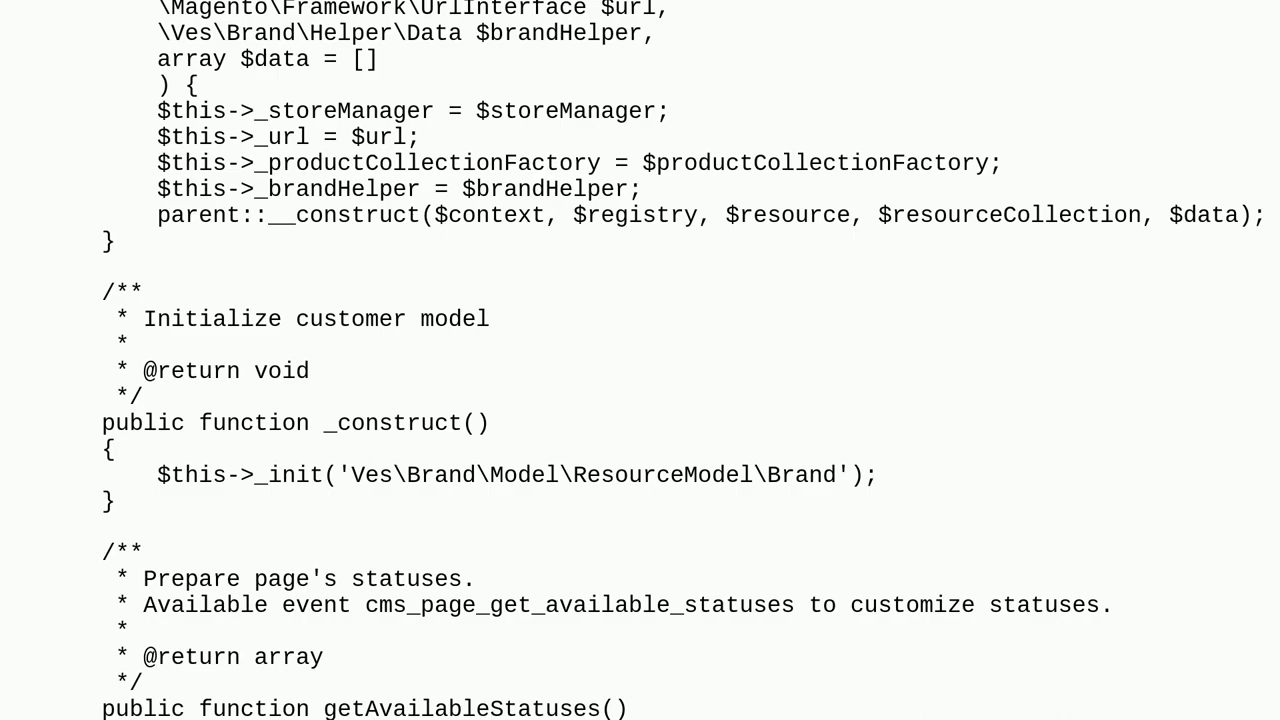 \Magento\Framework\UrlInterface $url,
\Ves\Brand\Helper\Data $brandHelper,
array $data = []
) {
$this->_storeManager = $storeManager;
$this->_url = $url;
$this->_productCollectionFactory = $productCollectionFactory;
$this->_brandHelper = $brandHelper;
parent::__construct($context, $registry, $resource, $resourceCollection, $data);
}
/**
* Initialize customer model
*
* @return void
*/
public function _construct()
{
$this->_init('Ves\Brand\Model\ResourceModel\Brand');
}
/**
* Prepare page's statuses.
* Available event cms_page_get_available_statuses to customize statuses.
*
* @return array
*/
public function getAvailableStatuses()